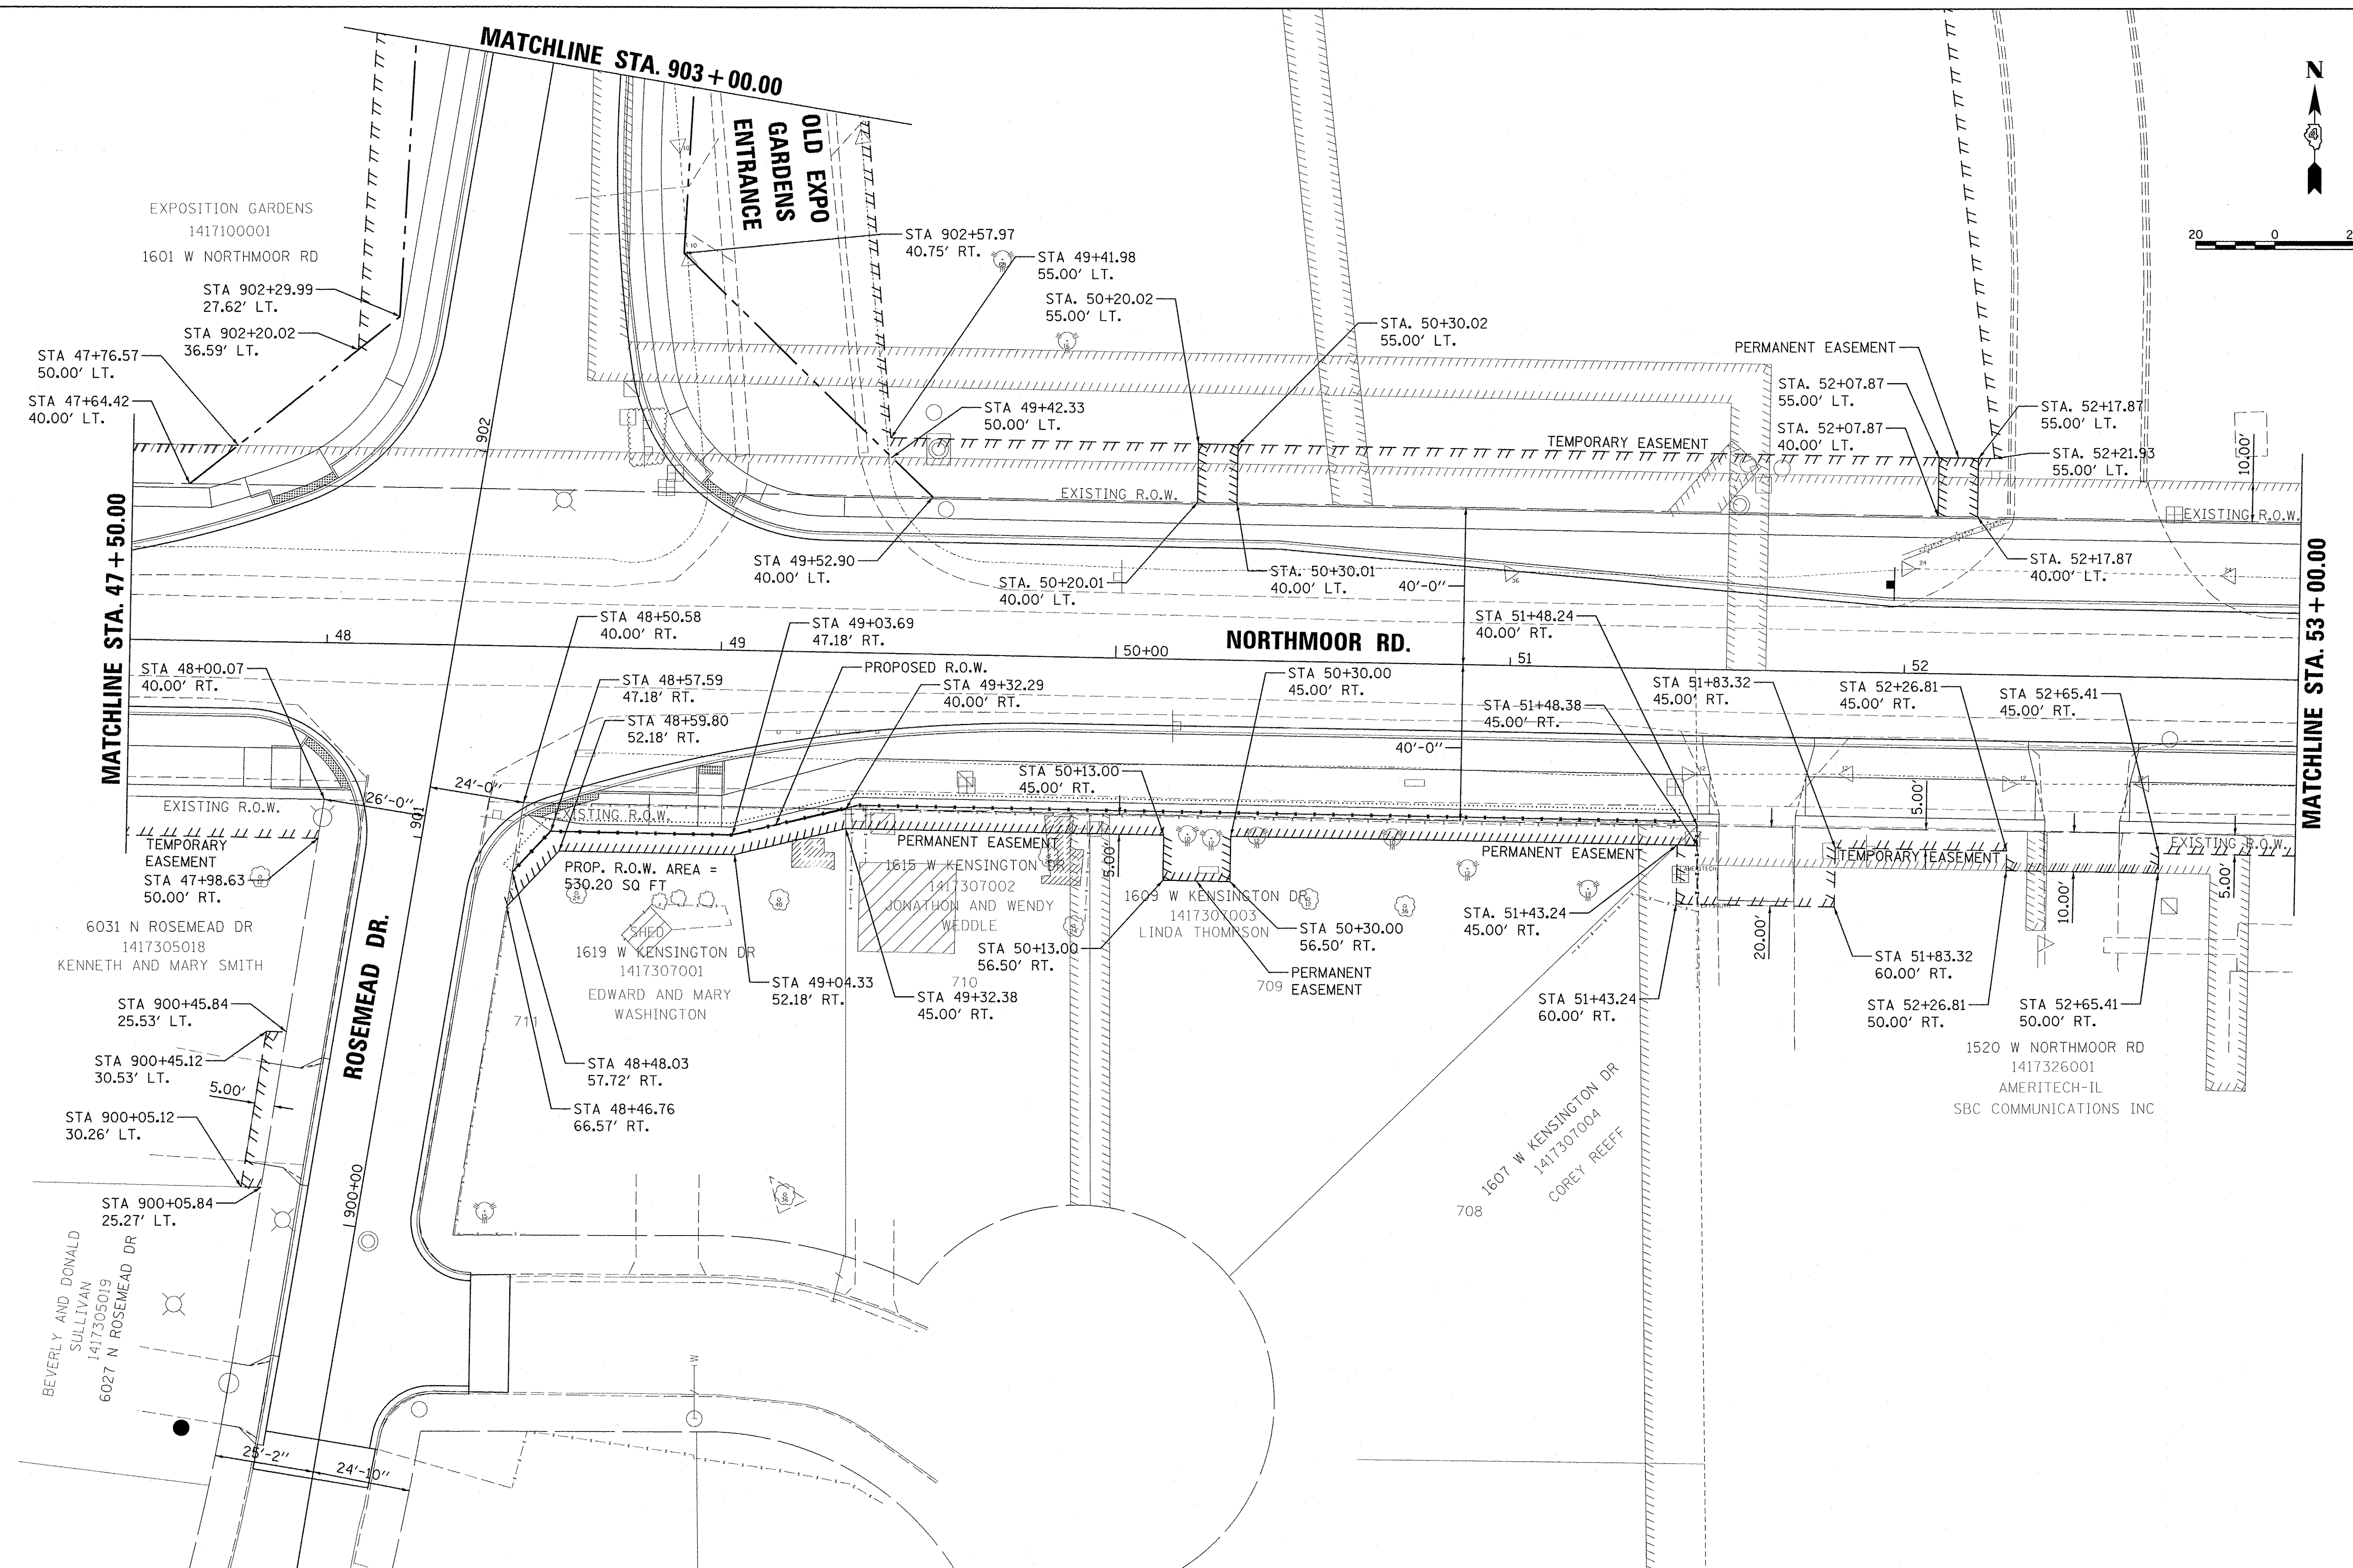 MATCHLINE STA. 903+00.00
N
4
20 0
OLD EXPO
GARDENS
ENTRANCE
EXPOSITION GARDENS
1417100001
1601 W NORTHMOOR RD
STA 902+29.99
27.62' LT.
STA 902+20.02
36.59' LT.
STA 47+76.57
50.00' LT.
STA 47+64.42
40.00' LT.
STA 902+57.97
40.75' RT.
STA 49+41.98
55.00' LT.
STA. 50+20.02
55.00' LT.
STA. 50+30.02
55.00' LT.
STA 49+42.33
50.00' LT.
PERMANENT EASEMENT
STA. 52+07.87
55.00' LT.
STA. 52+07.87
40.00' LT.
STA. 52+17.87
55.00' LT.
STA. 52+21.93
55.00' LT.
10.00'
TEMPORARY EASEMENT
EXISTING R.O.W.
EXISTING R.O.W.
902
STA 49+52.90
40.00' LT.
STA. 50+20.01
40.00' LT.
STA. 50+30.01
40.00' LT.
40'-0"
36
24
24
STA. 52+17.87
40.00' LT.
MATCHLINE STA. 47+50.00
MATCHLINE STA. 53+00.00
48
49
50+00
NORTHMOOR RD.
51
52
STA 48+50.58
40.00' RT.
STA 49+03.69
47.18' RT.
STA 51+48.24
40.00' RT.
STA 48+00.07
40.00' RT.
STA 48+57.59
47.18' RT.
PROPOSED R.O.W.
STA 49+32.29
40.00' RT.
STA 50+30.00
45.00' RT.
STA 51+83.32
45.00' RT.
STA 52+26.81
45.00' RT.
STA 52+65.41
45.00' RT.
STA 48+59.80
52.18' RT.
STA 51+48.38
45.00' RT.
40'-0"
STA 50+13.00
45.00' RT.
12
12
12
12
EXISTING R.O.W.
26'-0"
901
24'-0"
EXISTING R.O.W.
5.00'
TEMPORARY
EASEMENT
STA 47+98.63
50.00' RT.
PERMANENT EASEMENT
PERMANENT EASEMENT
TEMPORARY EASEMENT
EXISTING R.O.W.
PROP. R.O.W. AREA =
530.20 SQ FT
1615 W KENSINGTON DR
1417307002
JONATHON AND WENDY
WEDDLE
5.00'
1609 W KENSINGTON DR
1417307003
LINDA THOMPSON
AMERITECH
5.00'
10.00'
20.00'
6031 N ROSEMEAD DR
1417305018
KENNETH AND MARY SMITH
SHED
1619 W KENSINGTON DR
1417307001
EDWARD AND MARY
WASHINGTON
711
710
709
STA. 51+43.24
45.00' RT.
STA 50+13.00
56.50' RT.
STA 50+30.00
56.50' RT.
PERMANENT
EASEMENT
STA 49+04.33
52.18' RT.
STA 49+32.38
45.00' RT.
STA 51+43.24
60.00' RT.
STA 51+83.32
60.00' RT.
STA 52+26.81
50.00' RT.
STA 52+65.41
50.00' RT.
1520 W NORTHMOOR RD
1417326001
AMERITECH-IL
SBC COMMUNICATIONS INC
STA 900+45.84
25.53' LT.
STA 900+45.12
30.53' LT.
5.00'
STA 900+05.12
30.26' LT.
STA 900+05.84
25.27' LT.
ROSEMEAD DR.
STA 48+48.03
57.72' RT.
STA 48+46.76
66.57' RT.
900+00
1607 W KENSINGTON DR
1417307004
COREY REEFF
708
BEVERLY AND DONALD
SULLIVAN
1417305019
6027 N ROSEMEAD DR
W
25'-2"
24'-10"